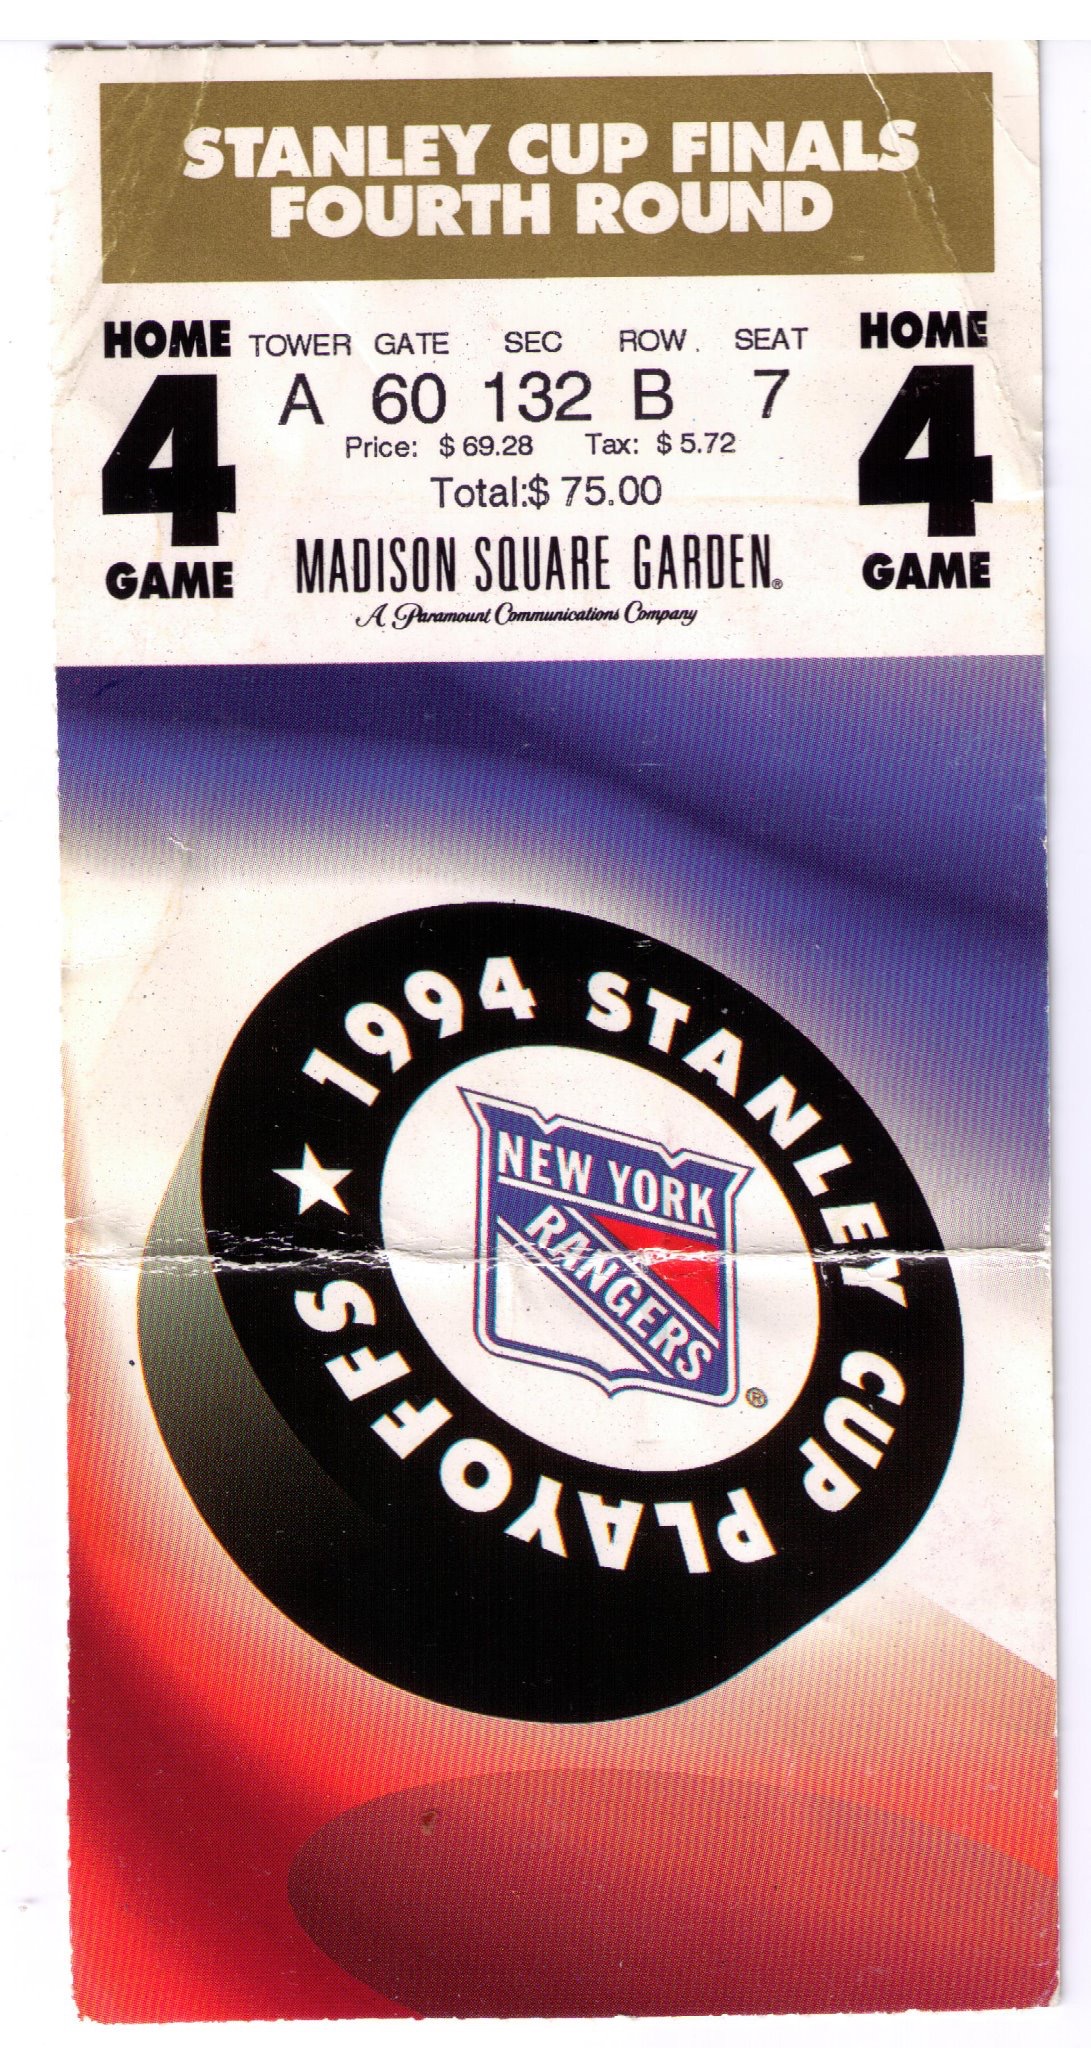 STANLEY CUP FINALS
FOURTH ROUND
HOME
4
GAME
TOWER GATE SEC ROW SEAT
A 60 132 B 7
Price: $ 69.28 Tax: $ 5.72
Total:$ 75.00
MADISON SQUARE GARDEN®
A Paramount Communications Company
HOME
4
GAME
★ 1994 STANLEY CUP PLAYOFFS
NEW YORK
RANGERS
®